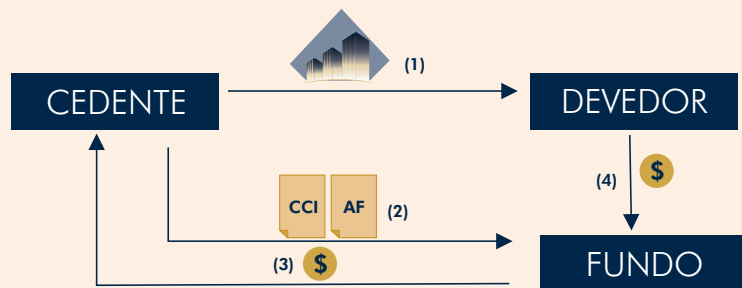 (1)
CEDENTE
DEVEDOR
CCI
AF
(2)
(4) $
(3) $
FUNDO